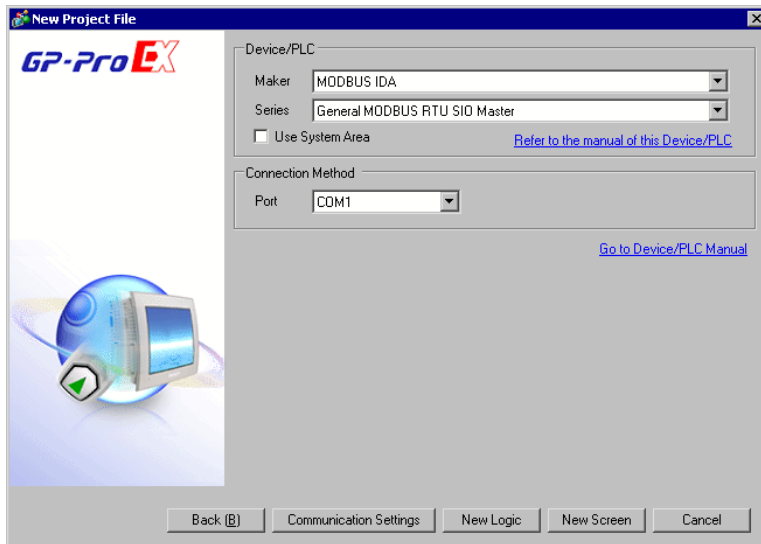 New Project File
GP-Pro EX
Device/PLC
Maker MODBUS IDA
Series General MODBUS RTU SIO Master
Use System Area Refer to the manual of this Device/PLC
Connection Method
Port COM1
Go to Device/PLC Manual
Back (B) Communication Settings New Logic New Screen Cancel